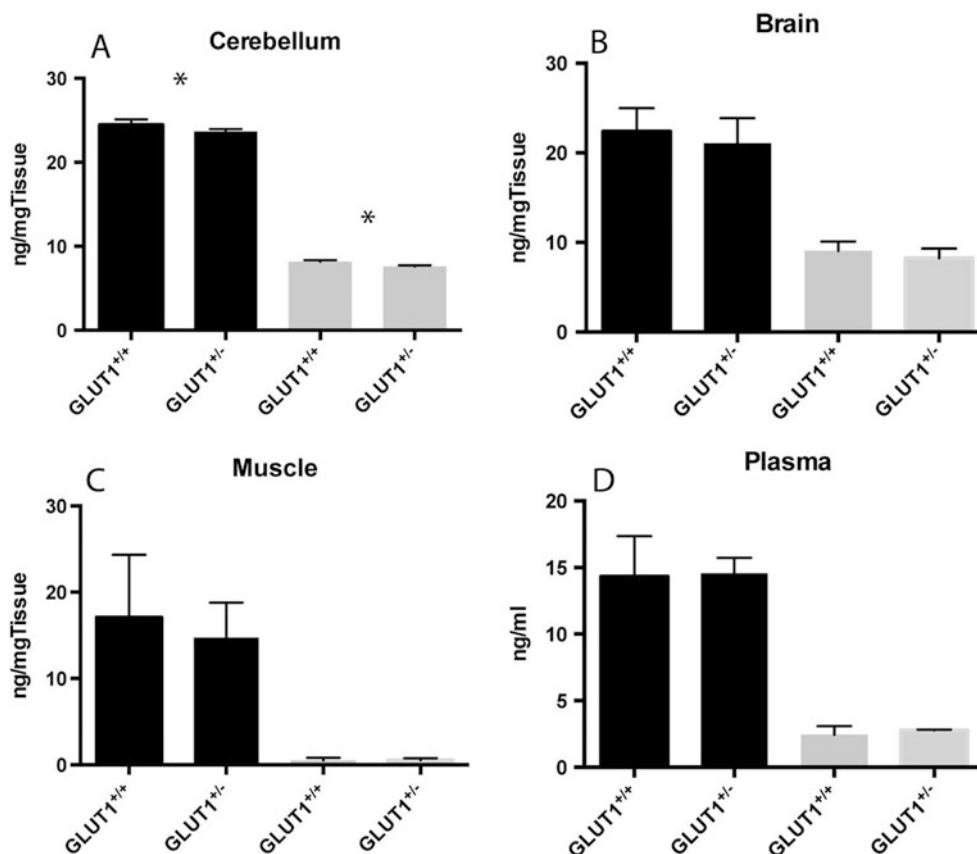 A
Cerebellum
*
*
ng/mgTissue
30
20
10
0
GLUT1+/+
GLUT1+/-
GLUT1+/+
GLUT1+/-
B
Brain
ng/mgTissue
30
20
10
0
GLUT1+/+
GLUT1+/-
GLUT1+/+
GLUT1+/-
C
Muscle
ng/mgTissue
30
20
10
0
GLUT1+/+
GLUT1+/-
GLUT1+/+
GLUT1+/-
D
Plasma
ng/ml
20
15
10
5
0
GLUT1+/+
GLUT1+/-
GLUT1+/+
GLUT1+/-